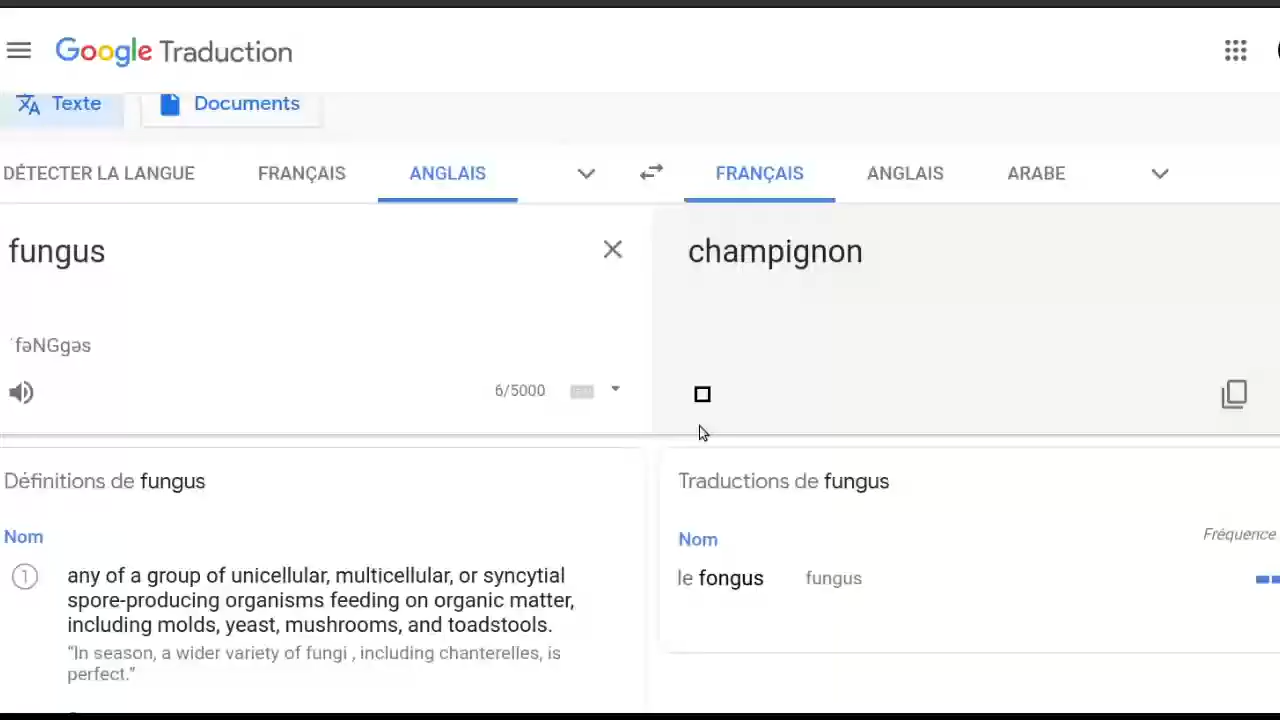 Google Traduction
Texte Documents
DÉTECTER LA LANGUE FRANÇAIS ANGLAIS FRANÇAIS ANGLAIS ARABE
fungus champignon
ˈfəNGgəs
6/5000
Définitions de fungus Traductions de fungus
Nom Nom Fréquence
1 any of a group of unicellular, multicellular, or syncytial le fongus fungus
spore-producing organisms feeding on organic matter,
including molds, yeast, mushrooms, and toadstools.
“In season, a wider variety of fungi , including chanterelles, is
perfect.”